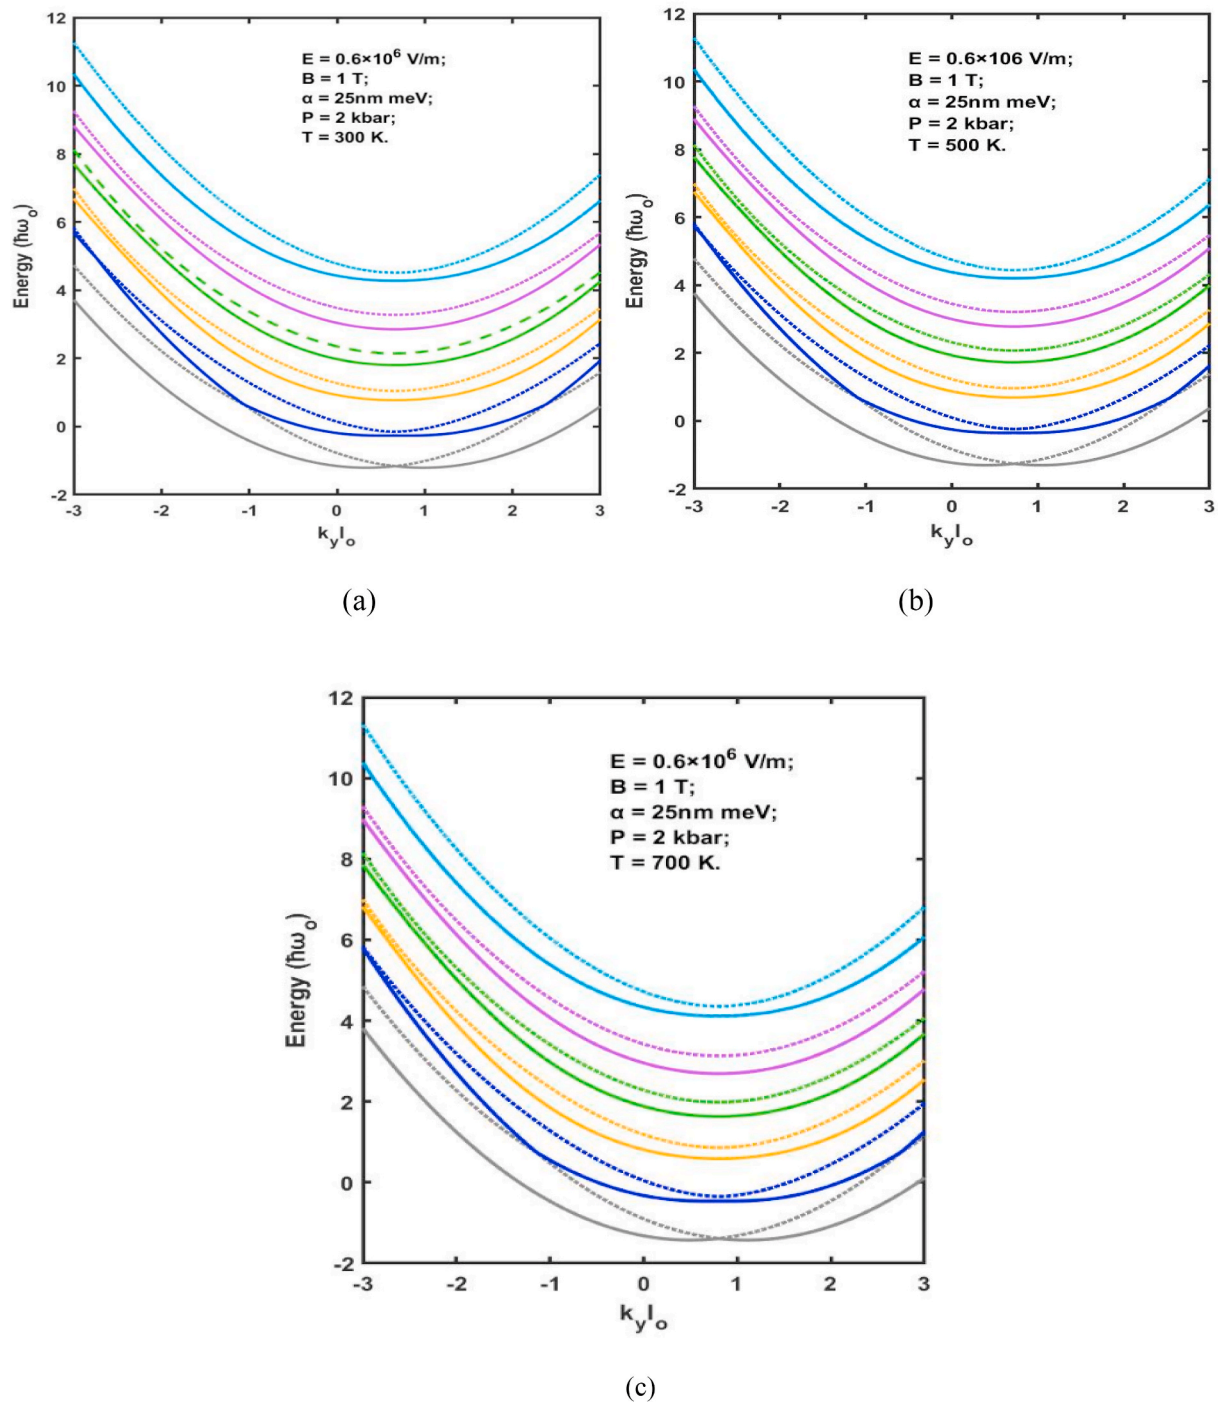 12
10
8
6
4
2
0
-2
Energy (ħω₀)
E = 0.6×10⁶ V/m;
B = 1 T;
α = 25nm meV;
P = 2 kbar;
T = 300 K.
-3 -2 -1 0 1 2 3
kᵧl₀
(a)
12
10
8
6
4
2
0
-2
Energy (ħω₀)
E = 0.6×106 V/m;
B = 1 T;
α = 25nm meV;
P = 2 kbar;
T = 500 K.
-3 -2 -1 0 1 2 3
kᵧl₀
(b)
12
10
8
6
4
2
0
-2
Energy (ħω₀)
E = 0.6×10⁶ V/m;
B = 1 T;
α = 25nm meV;
P = 2 kbar;
T = 700 K.
-3 -2 -1 0 1 2 3
kᵧl₀
(c)